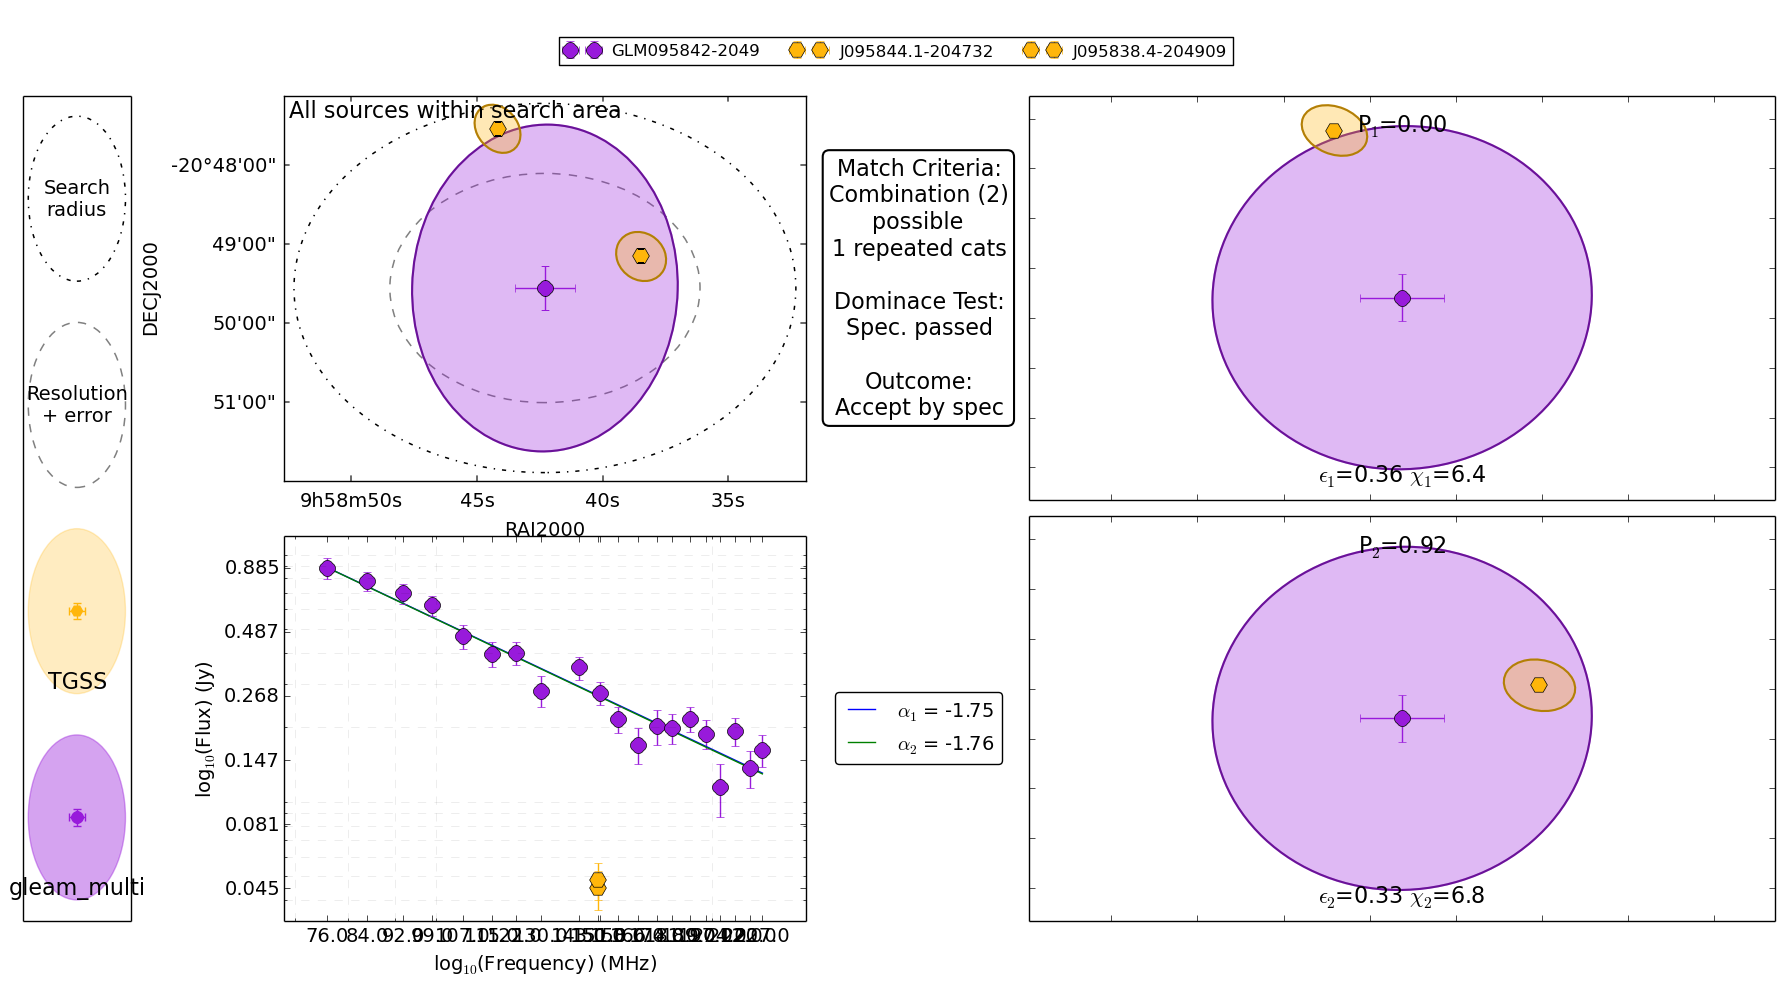 GLM095842-2049 J095844.1-204732 J095838.4-204909
Search
radius
Resolution
+ error
TGSS
gleam_multi
All sources within search area
DECJ2000
-20°48'00"
49'00"
50'00"
51'00"
9h58m50s 45s 40s 35s
RAJ2000
Match Criteria:
Combination (2)
possible
1 repeated cats
Dominace Test:
Spec. passed
Outcome:
Accept by spec
P1=0.00
ϵ1=0.36 χ1=6.4
P2=0.92
ϵ2=0.33 χ2=6.8
log10(Flux) (Jy)
0.885
0.487
0.268
0.147
0.081
0.045
76.0 84.0 92.0
log10(Frequency) (MHz)
α1 = -1.75
α2 = -1.76